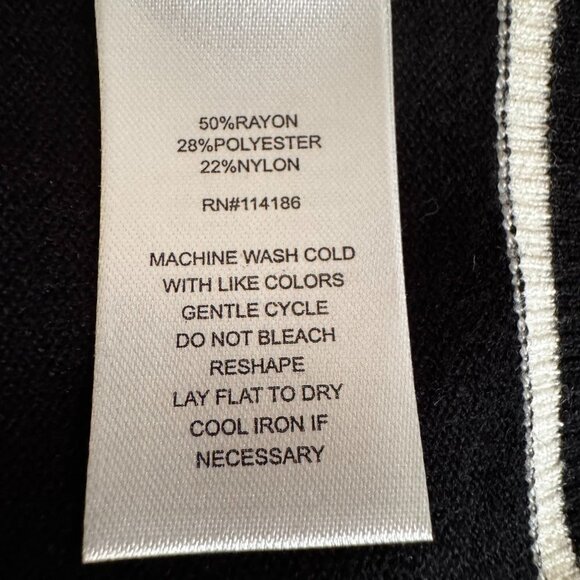 50%RAYON
28%POLYESTER
22%NYLON
RN#114186
MACHINE WASH COLD
WITH LIKE COLORS
GENTLE CYCLE
DO NOT BLEACH
RESHAPE
LAY FLAT TO DRY
COOL IRON IF
NECESSARY